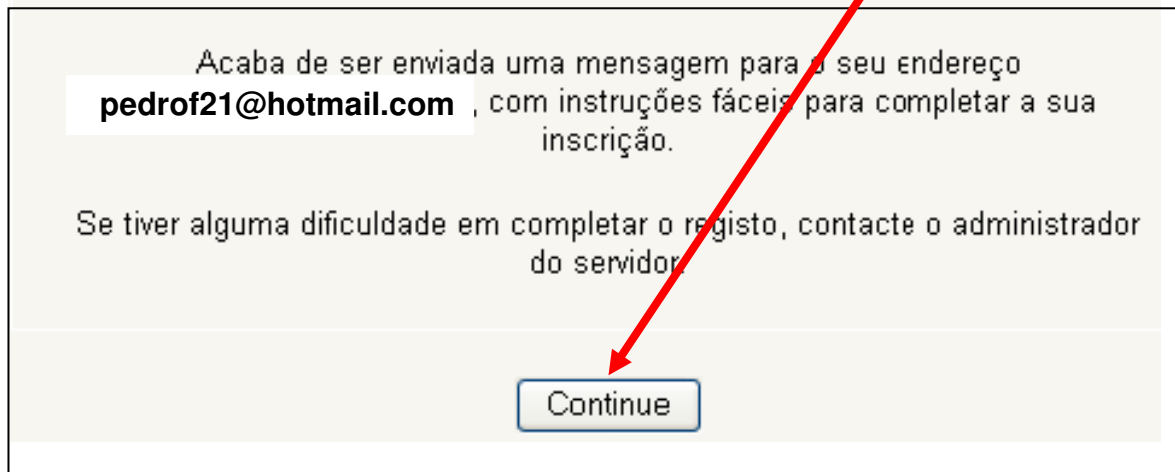 Acaba de ser enviada uma mensagem para o seu endereço
pedrof21@hotmail.com , com instruções fáceis para completar a sua
inscrição.
Se tiver alguma dificuldade em completar o registo, contacte o administrador
do servidor.
Continue